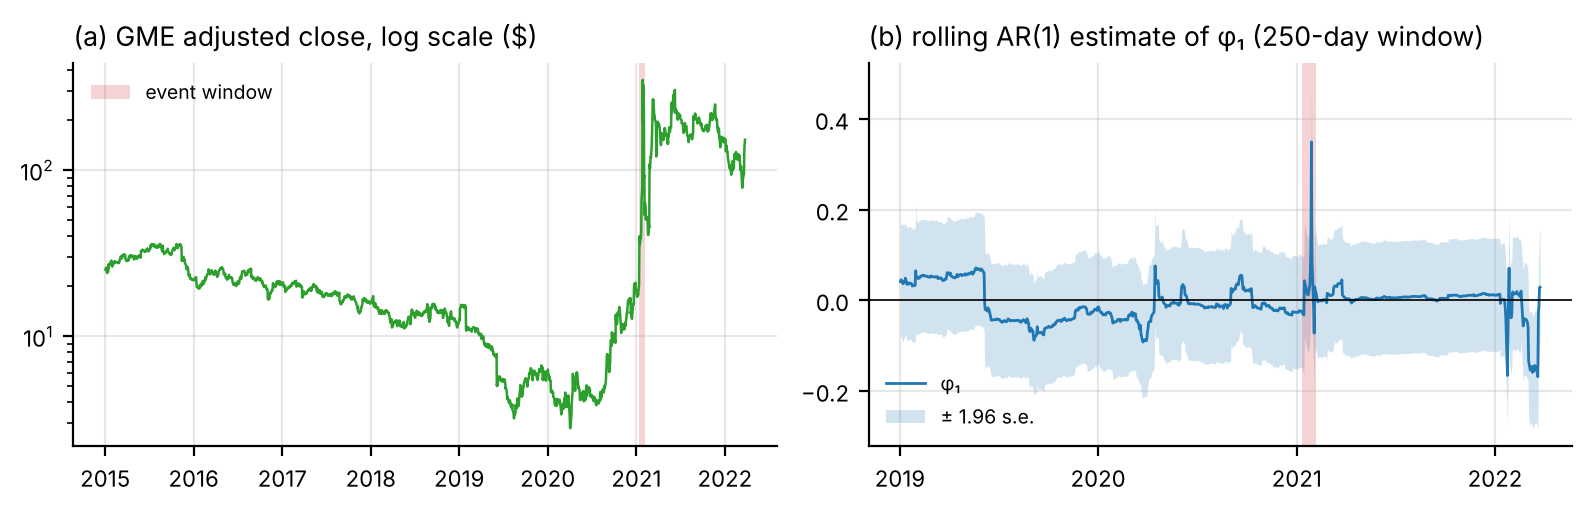 (a) GME adjusted close, log scale ($)
event window
10²
10¹
2015 2016 2017 2018 2019 2020 2021 2022
(b) rolling AR(1) estimate of φ₁ (250-day window)
0.4
0.2
0.0
−0.2
φ₁
± 1.96 s.e.
2019 2020 2021 2022